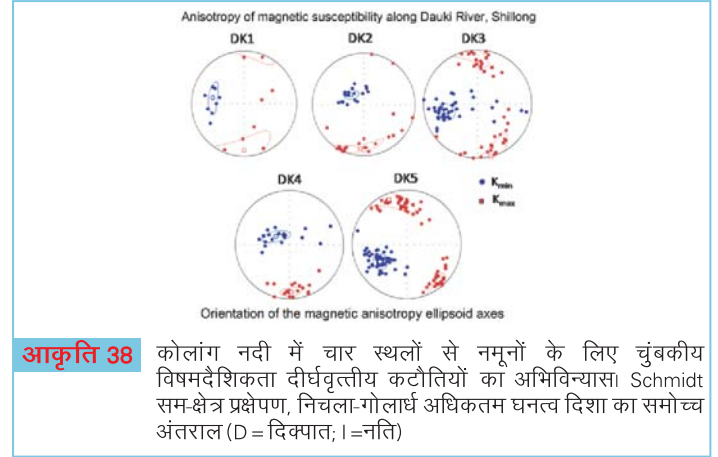 Anisotropy of magnetic susceptibility along Dauki River, Shillong
DK1 DK2 DK3
DK4 DK5
Kmin
Kmax
Orientation of the magnetic anisotropy ellipsoid axes
आकृति 38
कोलांग नदी में चार स्थलों से नमूनों के लिए चुंबकीय
विषमदैशिकता दीर्घवृत्तीय कटौतियों का अभिविन्यास। Schmidt
सम-क्षेत्र प्रक्षेपण, निचला-गोलार्ध अधिकतम घनत्व दिशा का समोच्च
अंतराल (D = दिक्पात; I =नति)